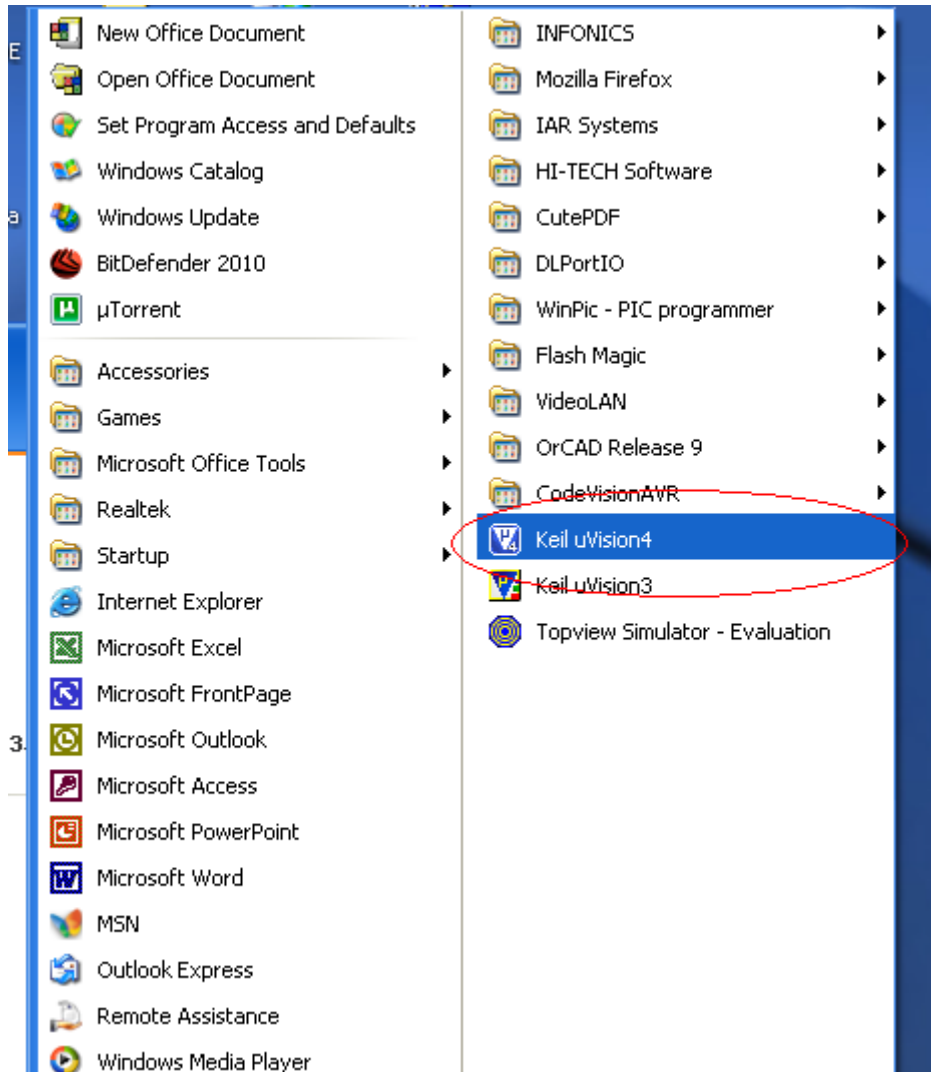 E
a
3.
New Office Document
Open Office Document
Set Program Access and Defaults
Windows Catalog
Windows Update
BitDefender 2010
µTorrent
Accessories
Games
Microsoft Office Tools
Realtek
Startup
Internet Explorer
Microsoft Excel
Microsoft FrontPage
Microsoft Outlook
Microsoft Access
Microsoft PowerPoint
Microsoft Word
MSN
Outlook Express
Remote Assistance
Windows Media Player
INFONICS
Mozilla Firefox
IAR Systems
HI-TECH Software
CutePDF
DLPortIO
WinPic - PIC programmer
Flash Magic
VideoLAN
OrCAD Release 9
CodeVisionAVR
Keil uVision4
Keil uVision3
Topview Simulator - Evaluation